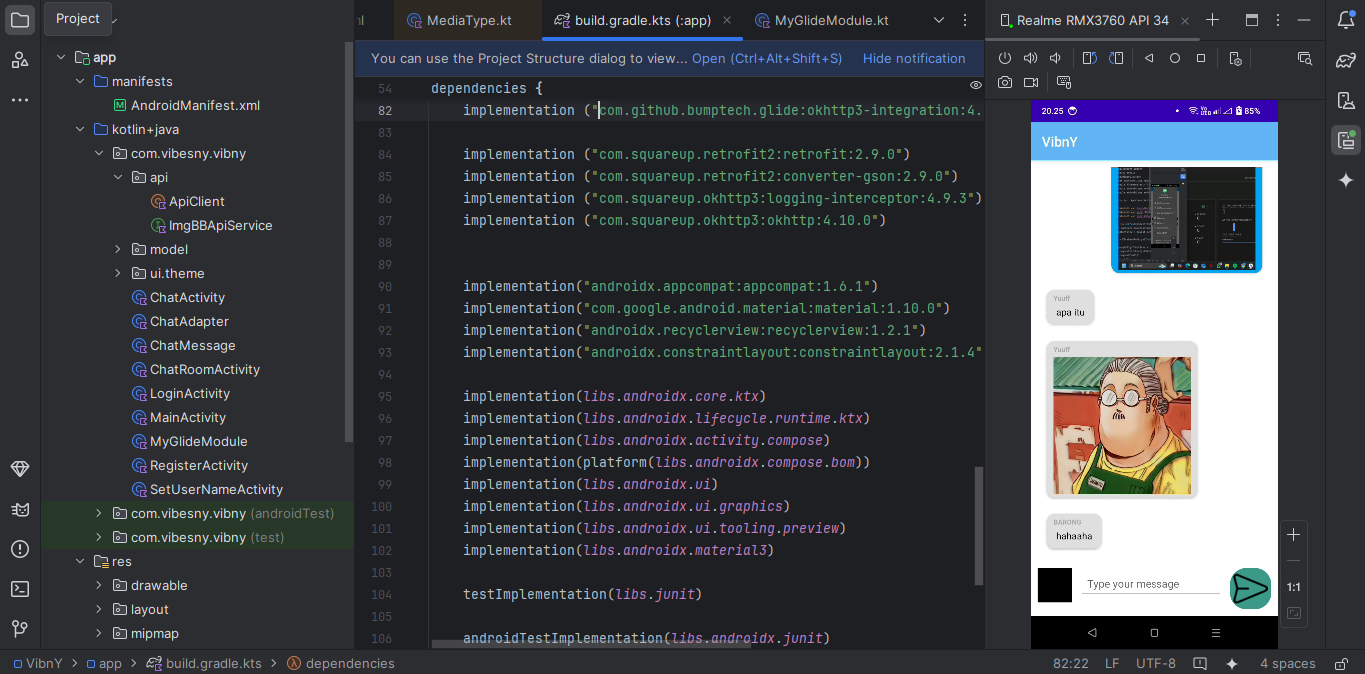 Project
nl
MediaType.kt
build.gradle.kts (:app)
MyGlideModule.kt
Realme RMX3760 API 34
You can use the Project Structure dialog to view... Open (Ctrl+Alt+Shift+S) Hide notification
app
manifests
AndroidManifest.xml
kotlin+java
com.vibesny.vibny
api
ApiClient
ImgBBApiService
model
ui.theme
ChatActivity
ChatAdapter
ChatMessage
ChatRoomActivity
LoginActivity
MainActivity
MyGlideModule
RegisterActivity
SetUserNameActivity
com.vibesny.vibny (androidTest)
com.vibesny.vibny (test)
res
drawable
layout
mipmap
54 dependencies {
82 implementation ("com.github.bumptech.glide:okhttp3-integration:4.
83
84 implementation ("com.squareup.retrofit2:retrofit:2.9.0")
85 implementation ("com.squareup.retrofit2:converter-gson:2.9.0")
86 implementation ("com.squareup.okhttp3:logging-interceptor:4.9.3")
87 implementation ("com.squareup.okhttp3:okhttp:4.10.0")
88
89
90 implementation("androidx.appcompat:appcompat:1.6.1")
91 implementation("com.google.android.material:material:1.10.0")
92 implementation("androidx.recyclerview:recyclerview:1.2.1")
93 implementation("androidx.constraintlayout:constraintlayout:2.1.4"
94
95 implementation(libs.androidx.core.ktx)
96 implementation(libs.androidx.lifecycle.runtime.ktx)
97 implementation(libs.androidx.activity.compose)
98 implementation(platform(libs.androidx.compose.bom))
99 implementation(libs.androidx.ui)
100 implementation(libs.androidx.ui.graphics)
101 implementation(libs.androidx.ui.tooling.preview)
102 implementation(libs.androidx.material3)
103
104 testImplementation(libs.junit)
105
106 androidTestImplementation(libs.androidx.junit)
20.25
85%
VibnY
Yuuff
apa itu
Yuuff
BARONG
hahaaha
Type your message
1:1
VibnY > app > build.gradle.kts > dependencies
82:22 LF UTF-8 4 spaces